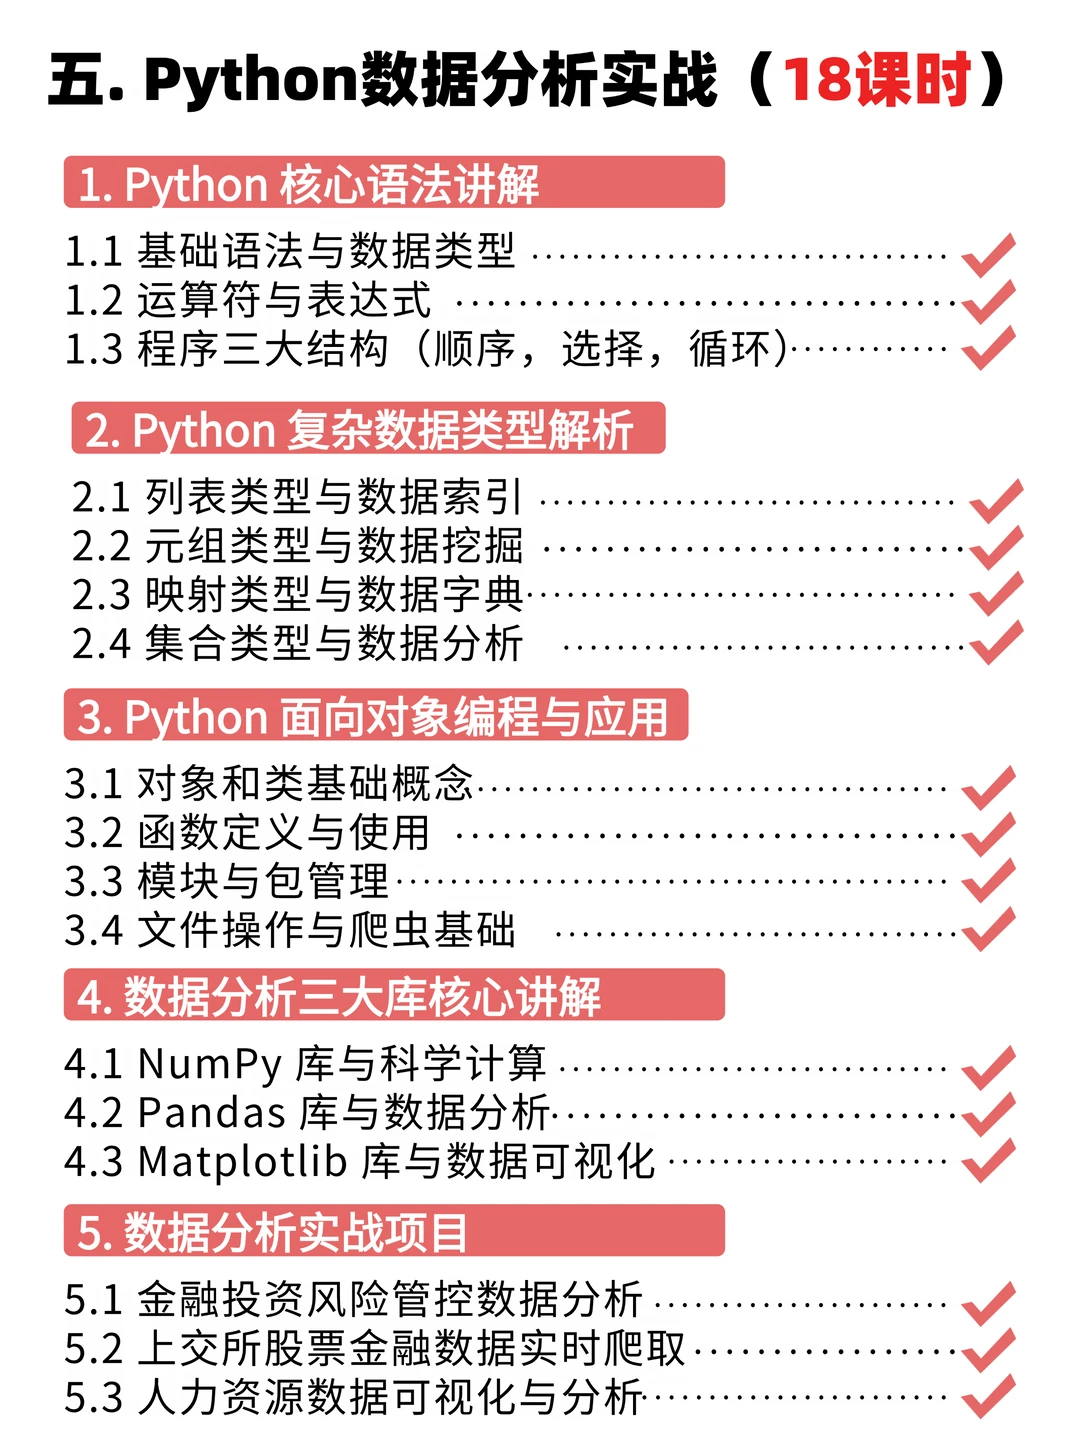 五. Python数据分析实战（18课时）
1. Python 核心语法讲解
1.1 基础语法与数据类型
1.2 运算符与表达式
1.3 程序三大结构（顺序，选择，循环）
2. Python 复杂数据类型解析
2.1 列表类型与数据索引
2.2 元组类型与数据挖掘
2.3 映射类型与数据字典
2.4 集合类型与数据分析
3. Python 面向对象编程与应用
3.1 对象和类基础概念
3.2 函数定义与使用
3.3 模块与包管理
3.4 文件操作与爬虫基础
4. 数据分析三大库核心讲解
4.1 NumPy 库与科学计算
4.2 Pandas 库与数据分析
4.3 Matplotlib 库与数据可视化
5. 数据分析实战项目
5.1 金融投资风险管控数据分析
5.2 上交所股票金融数据实时爬取
5.3 人力资源数据可视化与分析